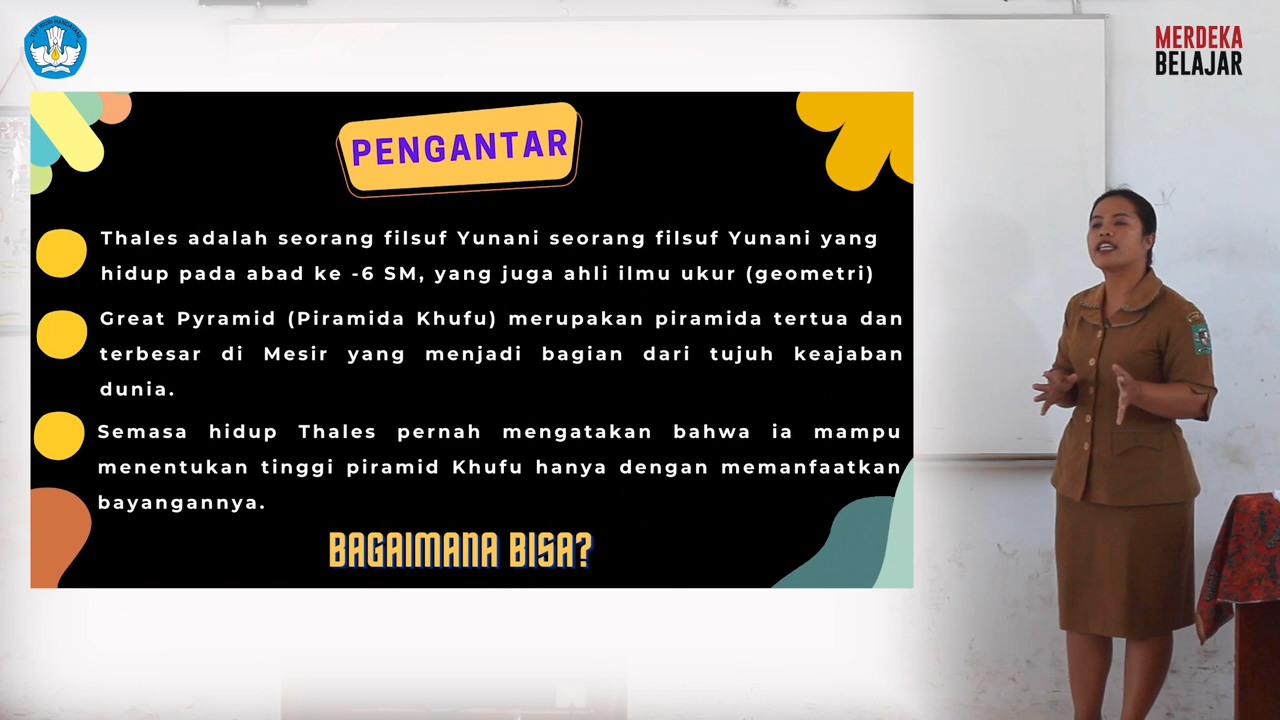 TUT WURI HANDAYANI
MERDEKA
BELAJAR
PENGANTAR
Thales adalah seorang filsuf Yunani seorang filsuf Yunani yang
hidup pada abad ke -6 SM, yang juga ahli ilmu ukur (geometri)
Great Pyramid (Piramida Khufu) merupakan piramida tertua dan
terbesar di Mesir yang menjadi bagian dari tujuh keajaban
dunia.
Semasa hidup Thales pernah mengatakan bahwa ia mampu
menentukan tinggi piramid Khufu hanya dengan memanfaatkan
bayangannya.
BAGAIMANA BISA?